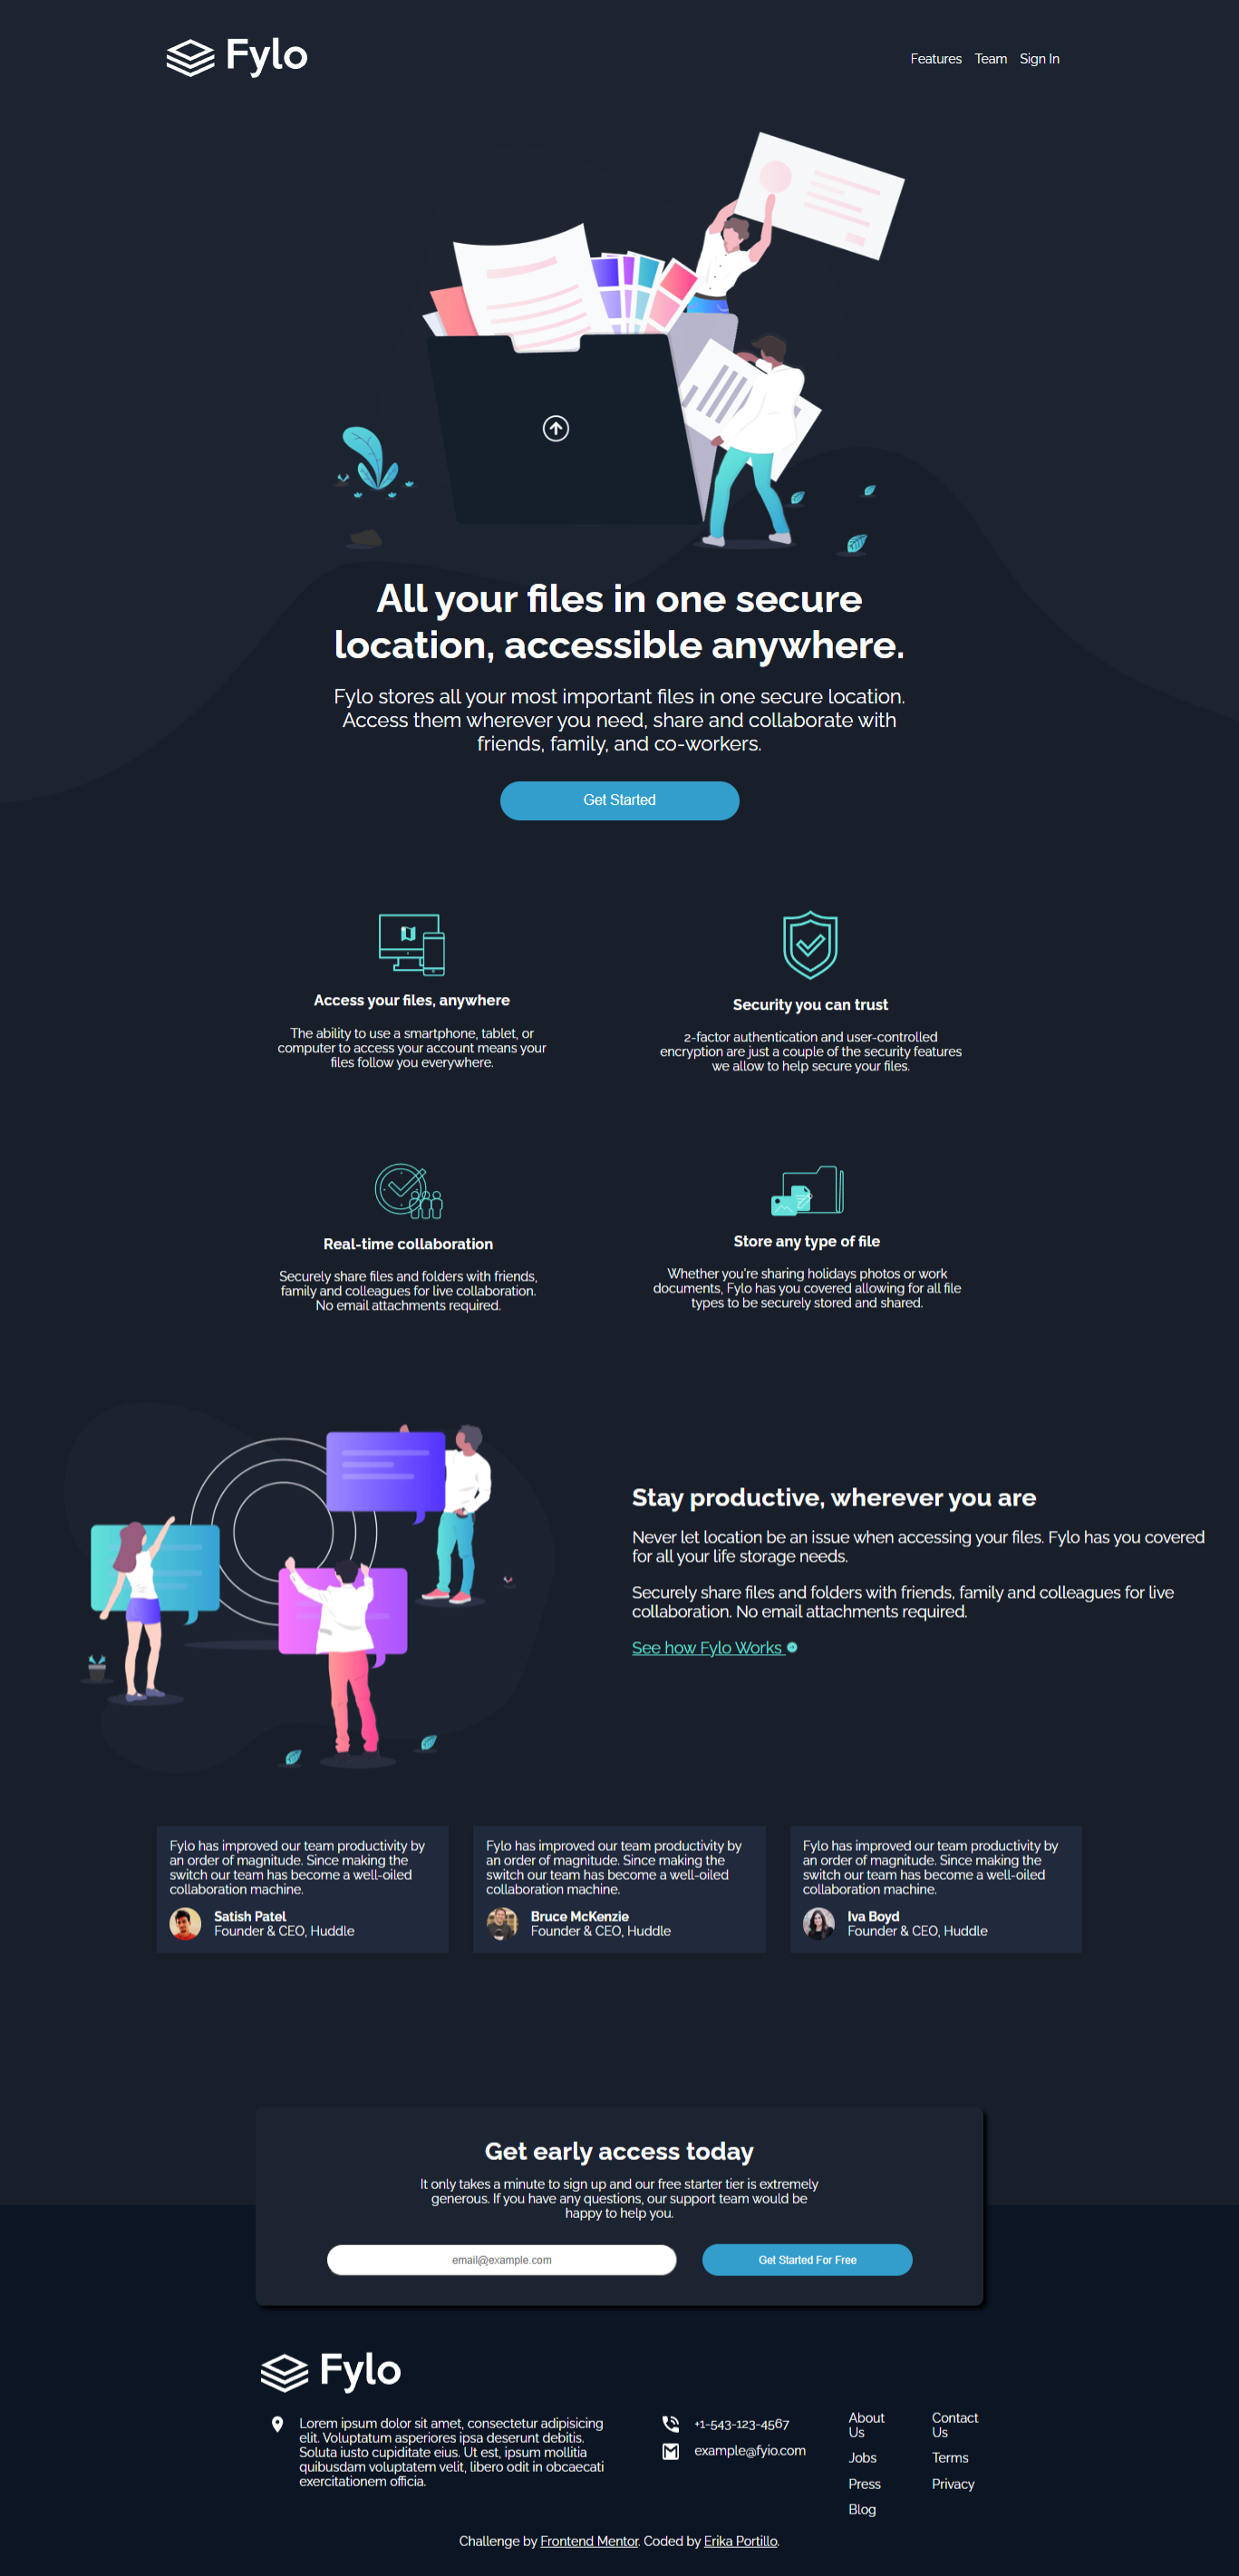 Fylo
Features Team Sign In
All your files in one secure
location, accessible anywhere.
Fylo stores all your most important files in one secure location.
Access them wherever you need, share and collaborate with
friends, family, and co-workers.
Get Started
Access your files, anywhere
The ability to use a smartphone, tablet, or
computer to access your account means your
files follow you everywhere.
Security you can trust
2-factor authentication and user-controlled
encryption are just a couple of the security features
we allow to help secure your files.
Real-time collaboration
Securely share files and folders with friends,
family and colleagues for live collaboration.
No email attachments required.
Store any type of file
Whether you're sharing holidays photos or work
documents, Fylo has you covered allowing for all file
types to be securely stored and shared.
Stay productive, wherever you are
Never let location be an issue when accessing your files. Fylo has you covered
for all your life storage needs.
Securely share files and folders with friends, family and colleagues for live
collaboration. No email attachments required.
See how Fylo Works
Fylo has improved our team productivity by
an order of magnitude. Since making the
switch our team has become a well-oiled
collaboration machine.
Satish Patel
Founder & CEO, Huddle
Fylo has improved our team productivity by
an order of magnitude. Since making the
switch our team has become a well-oiled
collaboration machine.
Bruce McKenzie
Founder & CEO, Huddle
Fylo has improved our team productivity by
an order of magnitude. Since making the
switch our team has become a well-oiled
collaboration machine.
Iva Boyd
Founder & CEO, Huddle
Get early access today
It only takes a minute to sign up and our free starter tier is extremely
generous. If you have any questions, our support team would be
happy to help you.
email@example.com
Get Started For Free
Fylo
Lorem ipsum dolor sit amet, consectetur adipisicing
elit. Voluptatum asperiores ipsa deserunt debitis.
Soluta iusto cupiditate eius. Ut est, ipsum mollitia
quibusdam voluptatem velit, libero odit in obcaecati
exercitationem officia.
+1-543-123-4567
example@fyio.com
About
Us
Jobs
Press
Blog
Contact
Us
Terms
Privacy
Challenge by Frontend Mentor. Coded by Erika Portillo.